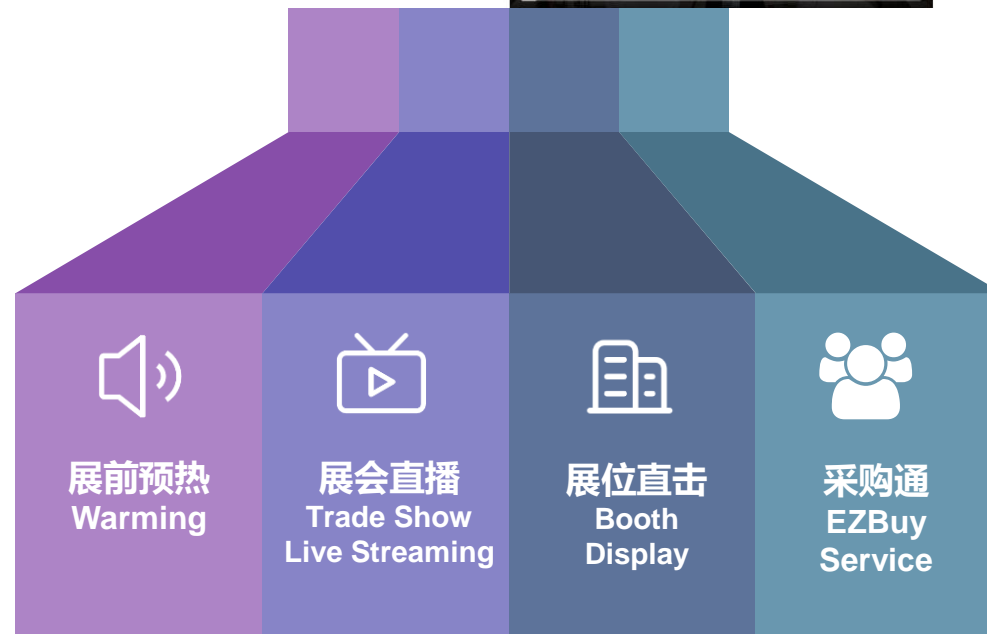 展前预热
Warming
展会直播
Trade Show
Live Streaming
展位直击
Booth
Display
采购通
EZBuy
Service